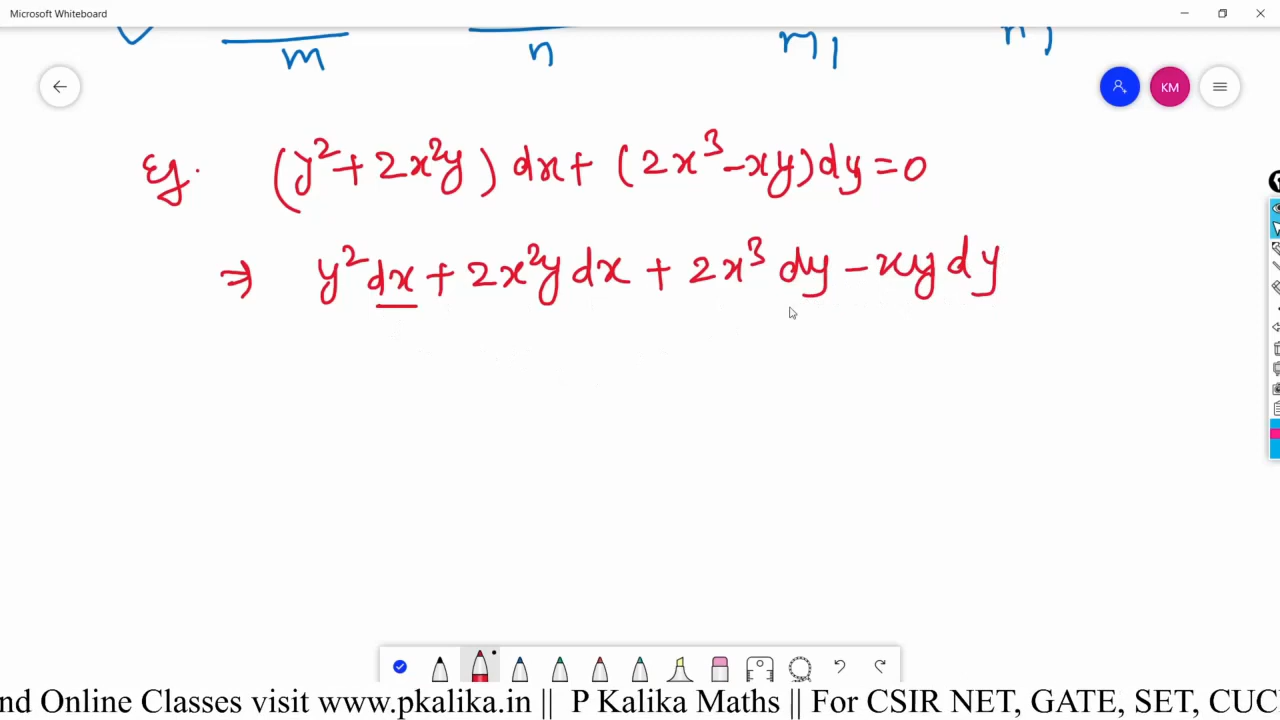 Microsoft Whiteboard
m n m₁ n₁
KM
Eg. (y² + 2x²y) dx + (2x³ - xy) dy = 0
⇒ y² dx + 2x²y dx + 2x³ dy - xy dy
nd Online Classes visit www.pkalika.in || P Kalika Maths || For CSIR NET, GATE, SET, CUC